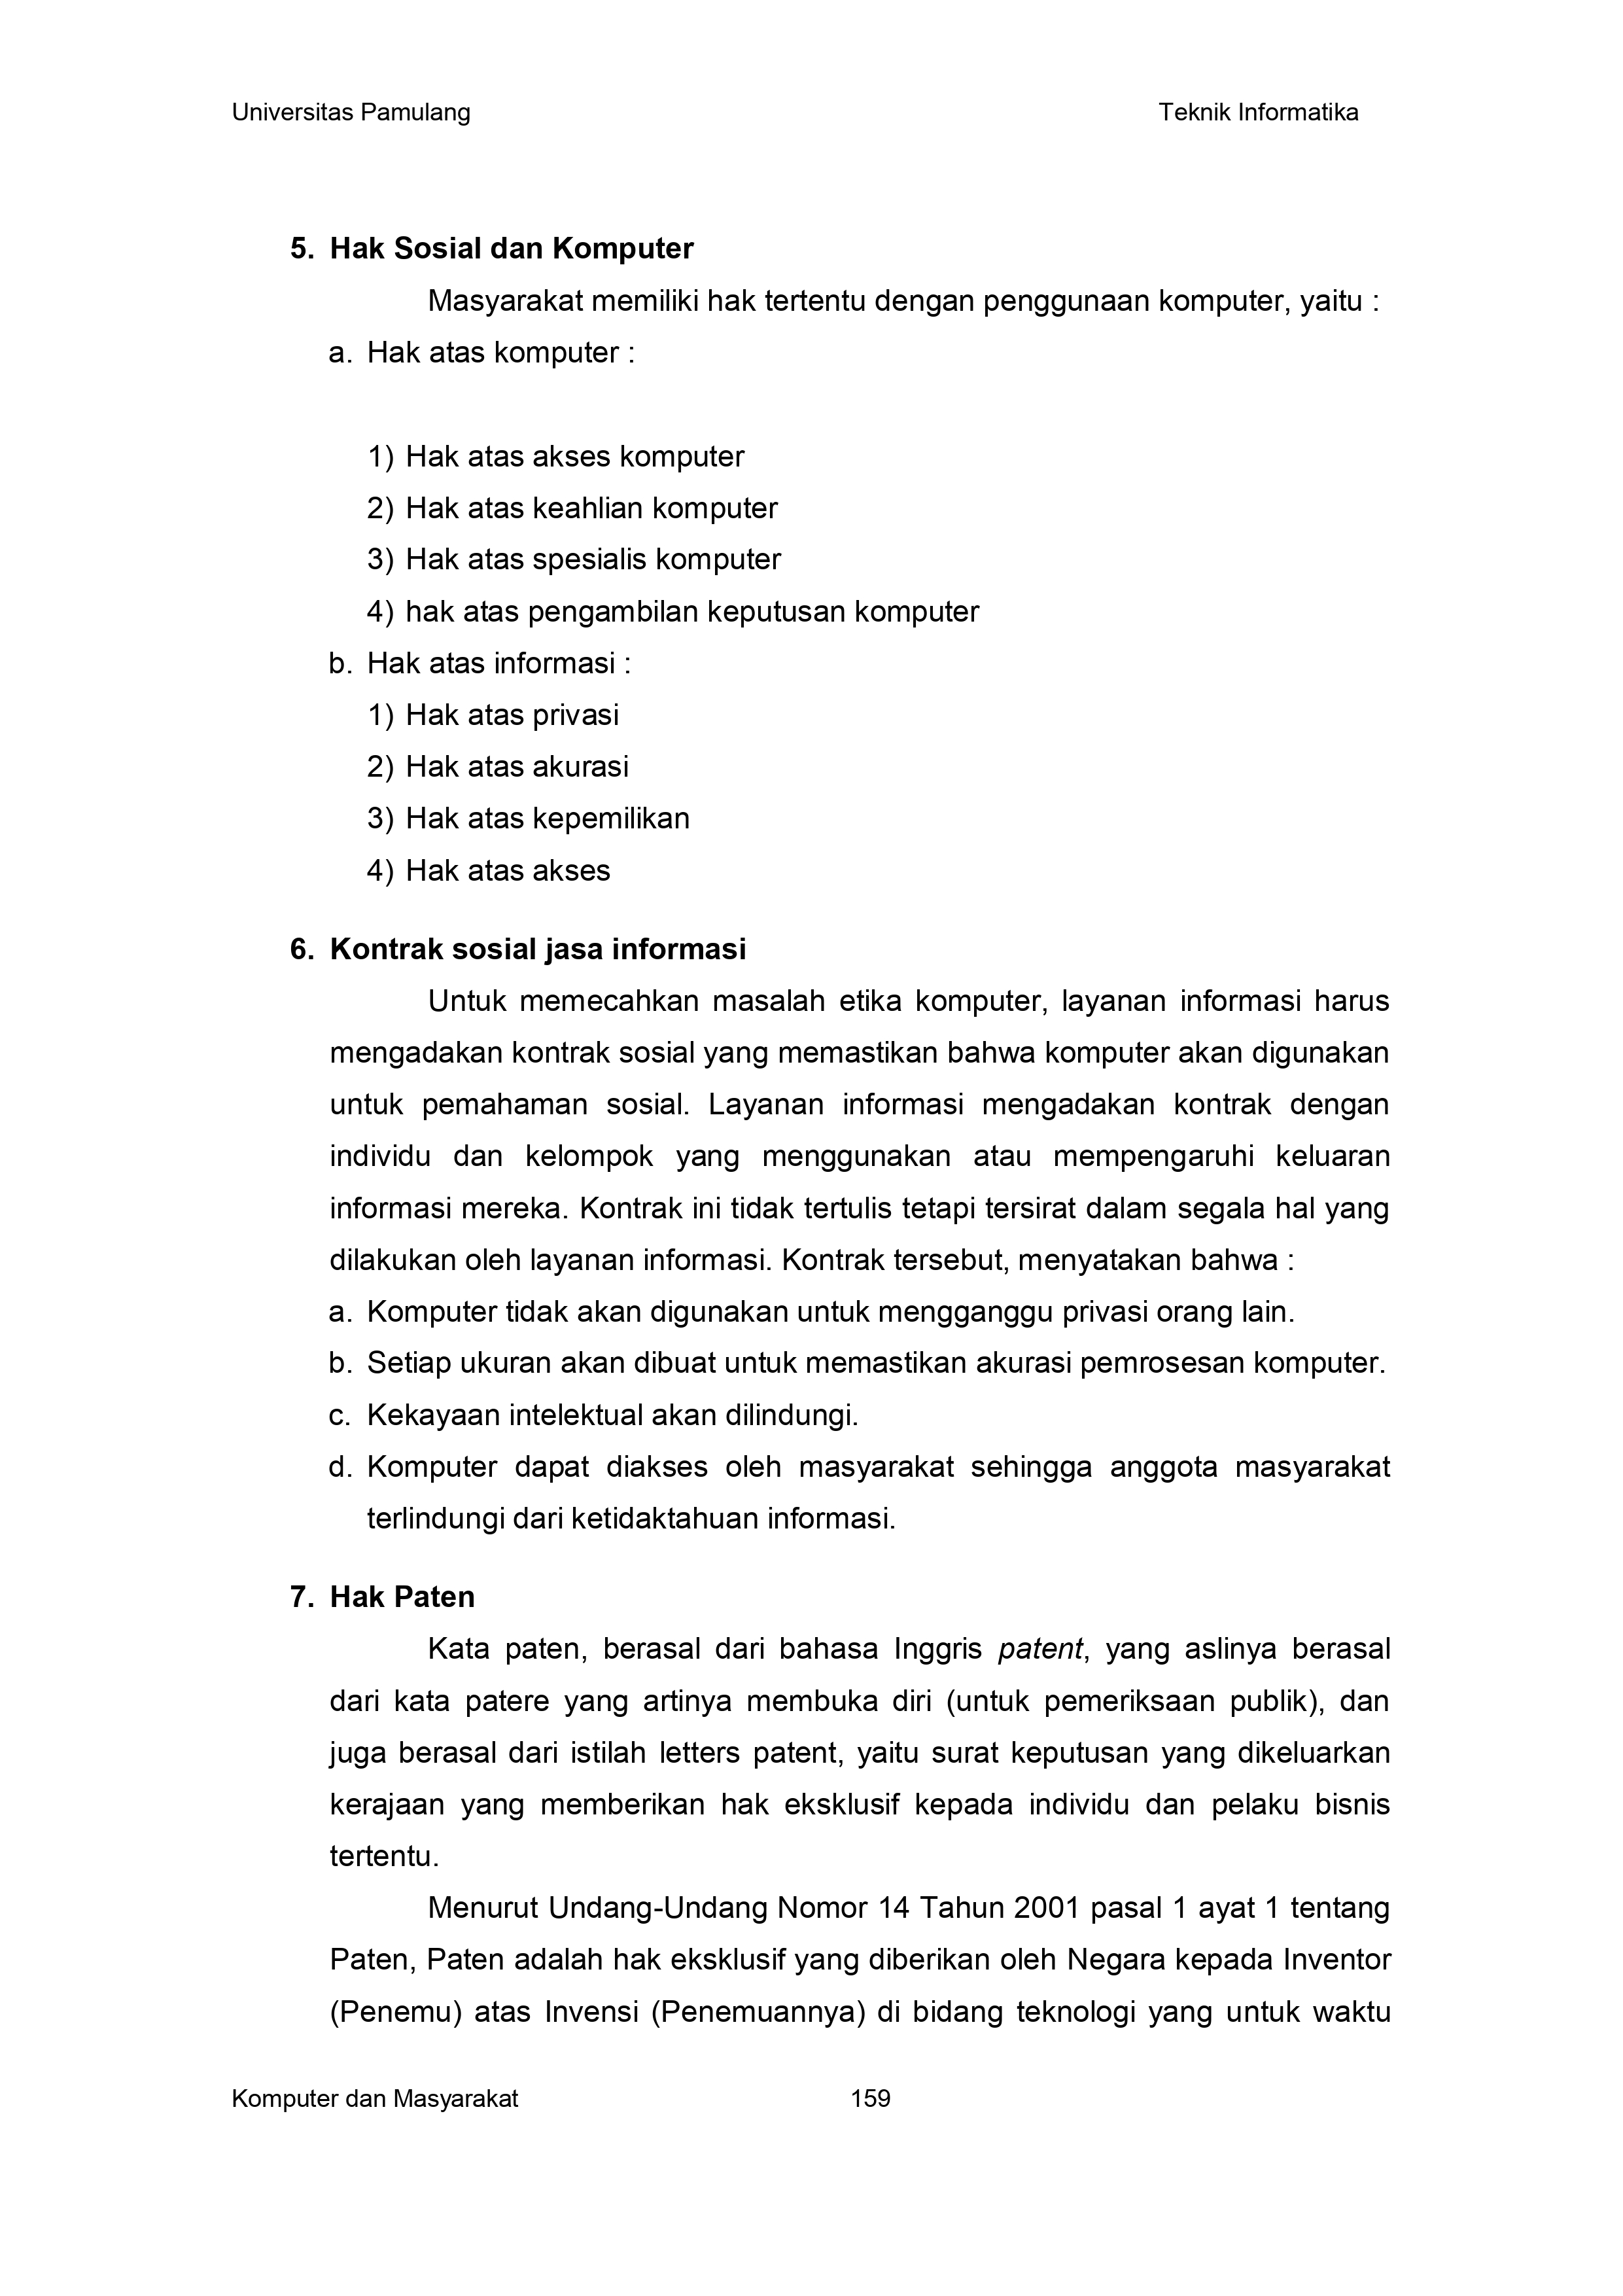 Universitas Pamulang Teknik Informatika
5. Hak Sosial dan Komputer
Masyarakat memiliki hak tertentu dengan penggunaan komputer, yaitu :
a. Hak atas komputer :
1) Hak atas akses komputer
2) Hak atas keahlian komputer
3) Hak atas spesialis komputer
4) hak atas pengambilan keputusan komputer
b. Hak atas informasi :
1) Hak atas privasi
2) Hak atas akurasi
3) Hak atas kepemilikan
4) Hak atas akses
6. Kontrak sosial jasa informasi
Untuk memecahkan masalah etika komputer, layanan informasi harus
mengadakan kontrak sosial yang memastikan bahwa komputer akan digunakan
untuk pemahaman sosial. Layanan informasi mengadakan kontrak dengan
individu dan kelompok yang menggunakan atau mempengaruhi keluaran
informasi mereka. Kontrak ini tidak tertulis tetapi tersirat dalam segala hal yang
dilakukan oleh layanan informasi. Kontrak tersebut, menyatakan bahwa :
a. Komputer tidak akan digunakan untuk mengganggu privasi orang lain.
b. Setiap ukuran akan dibuat untuk memastikan akurasi pemrosesan komputer.
c. Kekayaan intelektual akan dilindungi.
d. Komputer dapat diakses oleh masyarakat sehingga anggota masyarakat
terlindungi dari ketidaktahuan informasi.
7. Hak Paten
Kata paten, berasal dari bahasa Inggris patent, yang aslinya berasal
dari kata patere yang artinya membuka diri (untuk pemeriksaan publik), dan
juga berasal dari istilah letters patent, yaitu surat keputusan yang dikeluarkan
kerajaan yang memberikan hak eksklusif kepada individu dan pelaku bisnis
tertentu.
Menurut Undang-Undang Nomor 14 Tahun 2001 pasal 1 ayat 1 tentang
Paten, Paten adalah hak eksklusif yang diberikan oleh Negara kepada Inventor
(Penemu) atas Invensi (Penemuannya) di bidang teknologi yang untuk waktu
Komputer dan Masyarakat 159